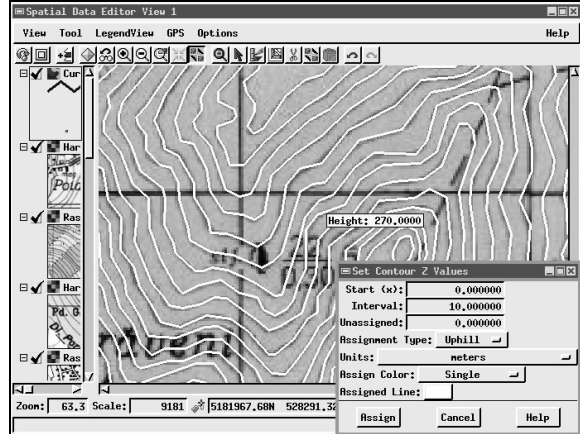 Spatial Data Editor View 1
View Tool LegendView GPS Options Help
Cur
Har
Ras
Har
Pd. G
Ras
Height: 270.0000
Set Contour Z Values
Start (x): 0.000000
Interval: 10.000000
Unassigned: 0.000000
Assignment Type: Uphill
Units: meters
Assign Color: Single
Assigned Line:
Assign Cancel Help
Zoom: 63.3 Scale: 9181 5181967.68N 528291.32